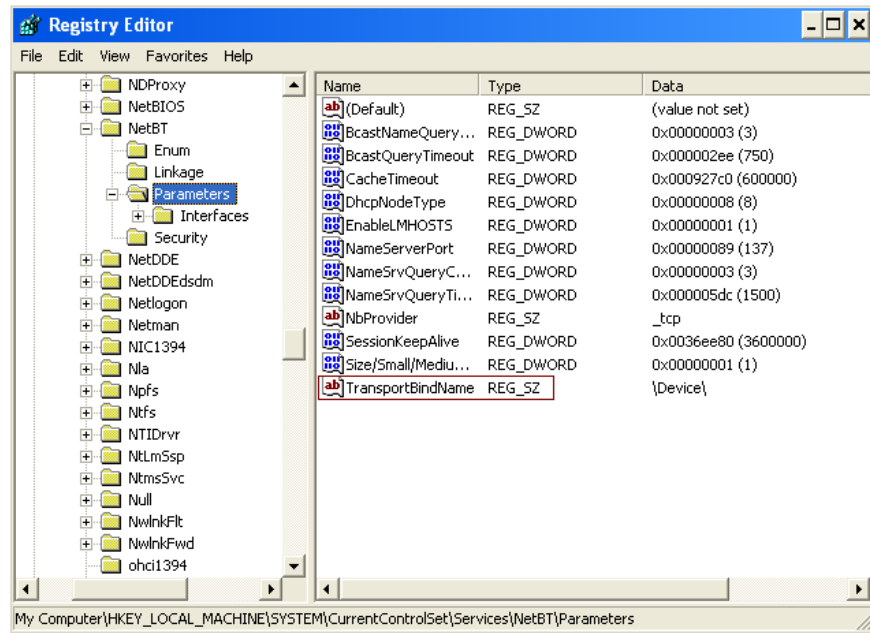 Registry Editor
File Edit View Favorites Help
NDProxy
NetBIOS
NetBT
Enum
Linkage
Parameters
Interfaces
Security
NetDDE
NetDDEdsdm
Netlogon
Netman
NIC1394
Nla
Npfs
Ntfs
NTIDrvr
NtLmSsp
NtmsSvc
Null
NwlnkFlt
NwlnkFwd
ohci1394
Name Type Data
(Default) REG_SZ (value not set)
BcastNameQuery... REG_DWORD 0x00000003 (3)
BcastQueryTimeout REG_DWORD 0x000002ee (750)
CacheTimeout REG_DWORD 0x000927c0 (600000)
DhcpNodeType REG_DWORD 0x00000008 (8)
EnableLMHOSTS REG_DWORD 0x00000001 (1)
NameServerPort REG_DWORD 0x00000089 (137)
NameSrvQueryC... REG_DWORD 0x00000003 (3)
NameSrvQueryTi... REG_DWORD 0x000005dc (1500)
NbProvider REG_SZ _tcp
SessionKeepAlive REG_DWORD 0x0036ee80 (3600000)
Size/Small/Mediu... REG_DWORD 0x00000001 (1)
TransportBindName REG_SZ \Device\
My Computer\HKEY_LOCAL_MACHINE\SYSTEM\CurrentControlSet\Services\NetBT\Parameters